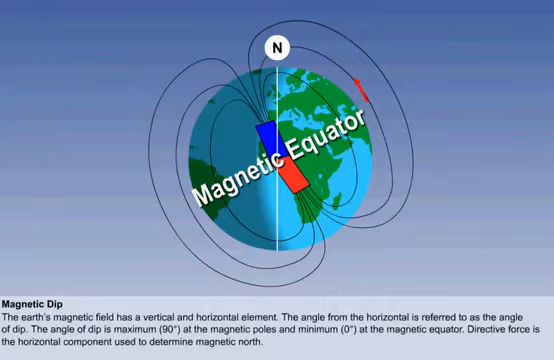 N
Magnetic Equator
Magnetic Dip
The earth's magnetic field has a vertical and horizontal element. The angle from the horizontal is referred to as the angle
of dip. The angle of dip is maximum (90°) at the magnetic poles and minimum (0°) at the magnetic equator. Directive force is
the horizontal component used to determine magnetic north.